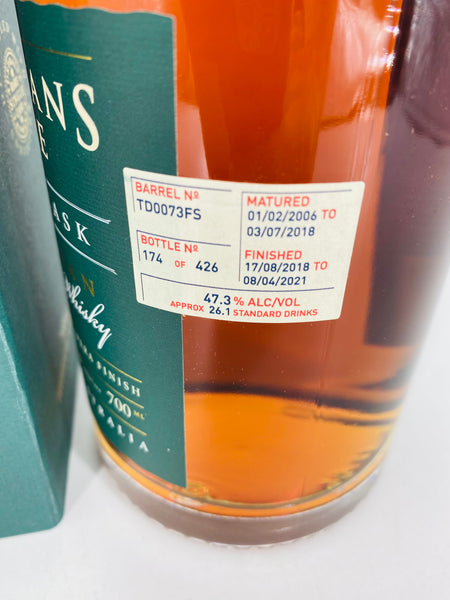 ANS
E
ASK
N
Whisky
FINISH
700 ML
RALIA
BARREL Nº
TD0073FS
BOTTLE Nº
174 OF 426
MATURED
01/02/2006 TO
03/07/2018
FINISHED
17/08/2018 TO
08/04/2021
47.3% ALC/VOL
APPROX 26.1 STANDARD DRINKS